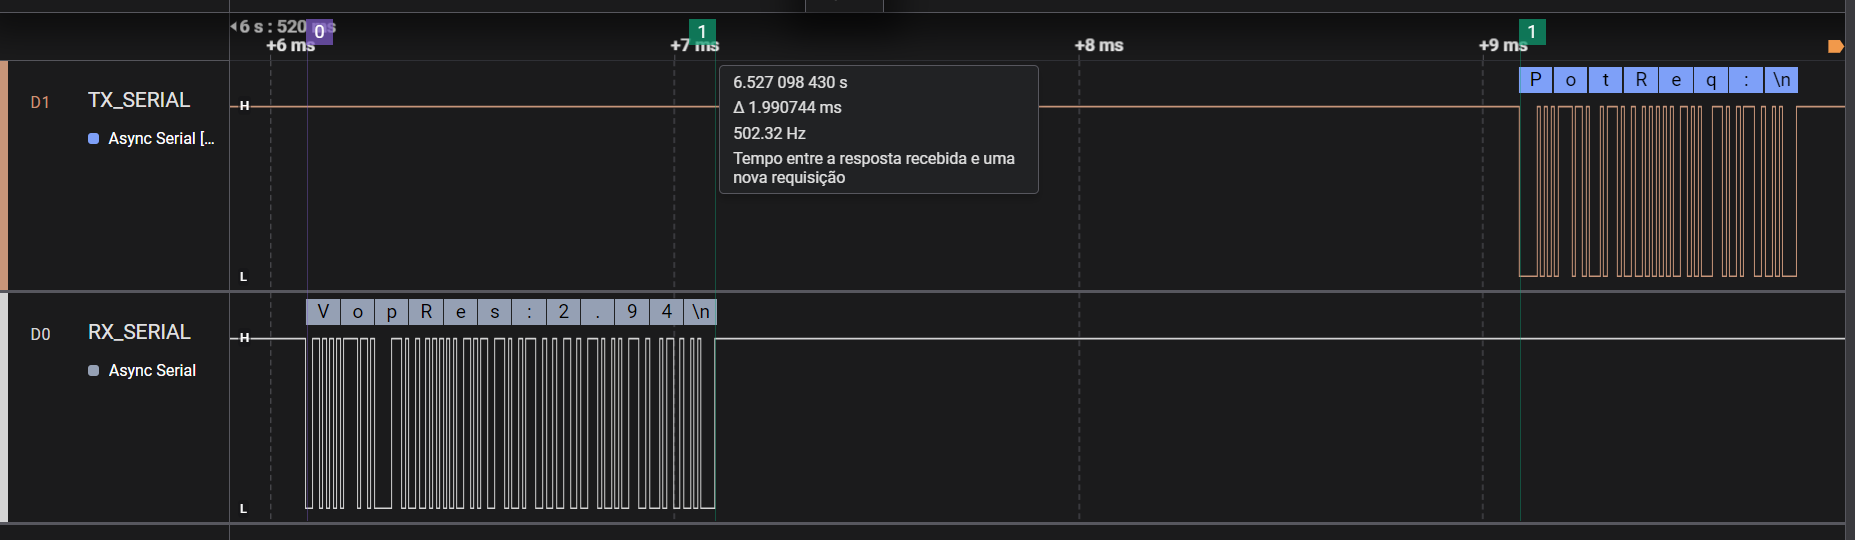 6 s : 520 ms
0
1
1
+6 ms
+7 ms
+8 ms
+9 ms
6.527 098 430 s
Δ 1.990744 ms
502.32 Hz
Tempo entre a resposta recebida e uma
nova requisição
D1
TX_SERIAL
Async Serial [...
H
L
P o t R e q : \n
D0
RX_SERIAL
Async Serial
H
L
V o p R e s : 2 . 9 4 \n